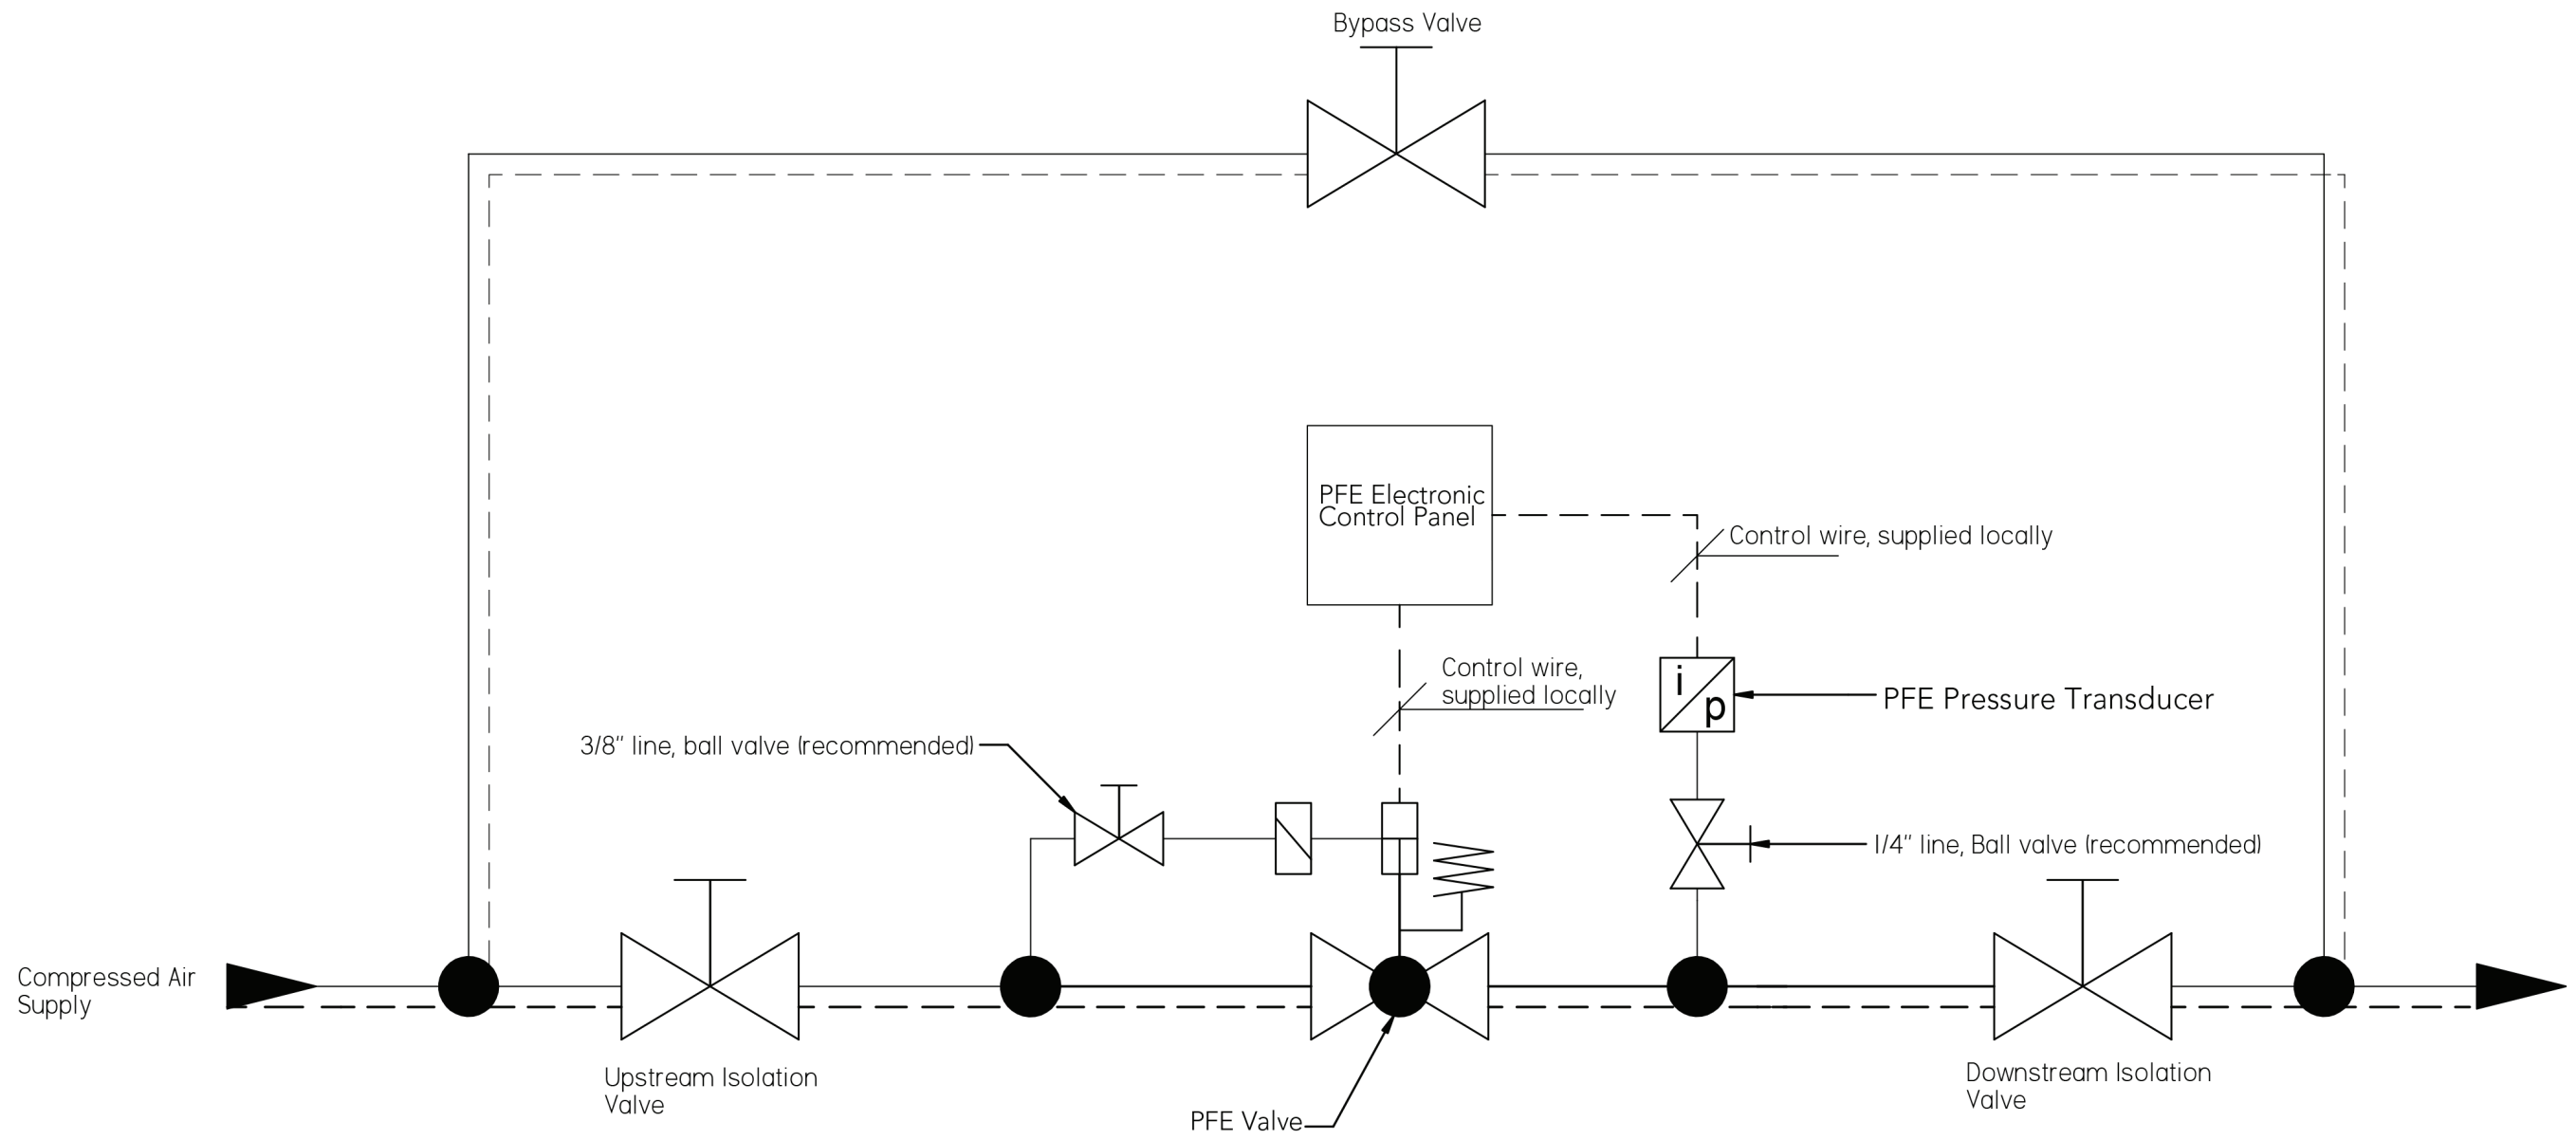 Bypass Valve
PFE Electronic
Control Panel
Control wire, supplied locally
Control wire,
supplied locally
i
p
PFE Pressure Transducer
3/8" line, ball valve (recommended)
1/4" line, Ball valve (recommended)
Compressed Air
Supply
Upstream Isolation
Valve
Downstream Isolation
Valve
PFE Valve